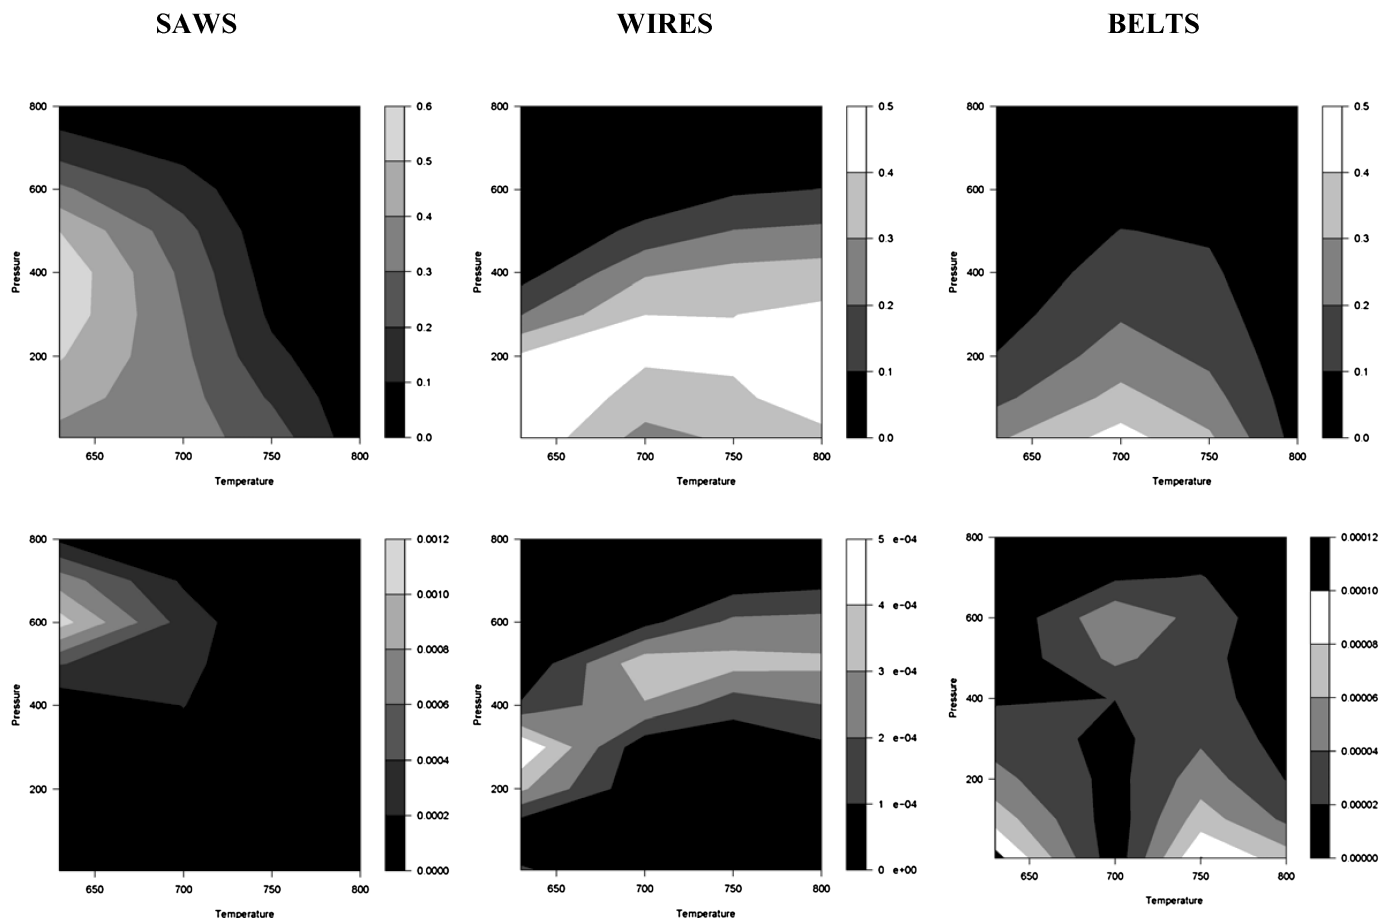 SAWS WIRES BELTS
800 0.6 800 0.5 800 0.5
0.5
600 600 0.4 600 0.4
0.4
Pressure 400 0.3 Pressure 400 0.3 Pressure 400 0.3
0.2 0.2 0.2
200 200 200
0.1 0.1 0.1
0.0 0.0 0.0
650 700 750 800 650 700 750 800 650 700 750 800
Temperature Temperature Temperature
800 0.0012 800 5 e-04 800 0.00012
0.0010 0.00010
600 0.0008 600 4 e-04 600 0.00008
Pressure 400 0.0006 Pressure 400 3 e-04 Pressure 400 0.00006
0.0004 2 e-04 0.00004
200 200 200
0.0002 1 e-04 0.00002
0.0000 0 e+00 0.00000
650 700 750 800 650 700 750 800 650 700 750 800
Temperature Temperature Temperature